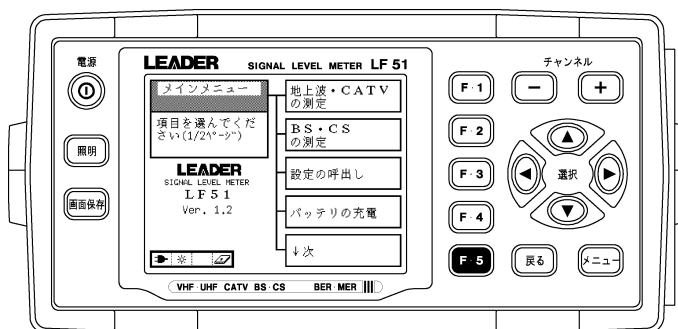 電源
照明
画面保存
LEADER SIGNAL LEVEL METER LF 51
メインメニュー
項目を選んでくだ
さい(1/2ﾍﾟｰｼﾞ)
LEADER
SIGNAL LEVEL METER
LF51
Ver. 1.2
地上波・CATV
の測定
BS・CS
の測定
設定の呼出し
バッテリの充電
↓次
VHF·UHF CATV BS·CS BER·MER
F·1
F·2
F·3
F·4
F·5
チャンネル
− +
選択
戻る
メニュー